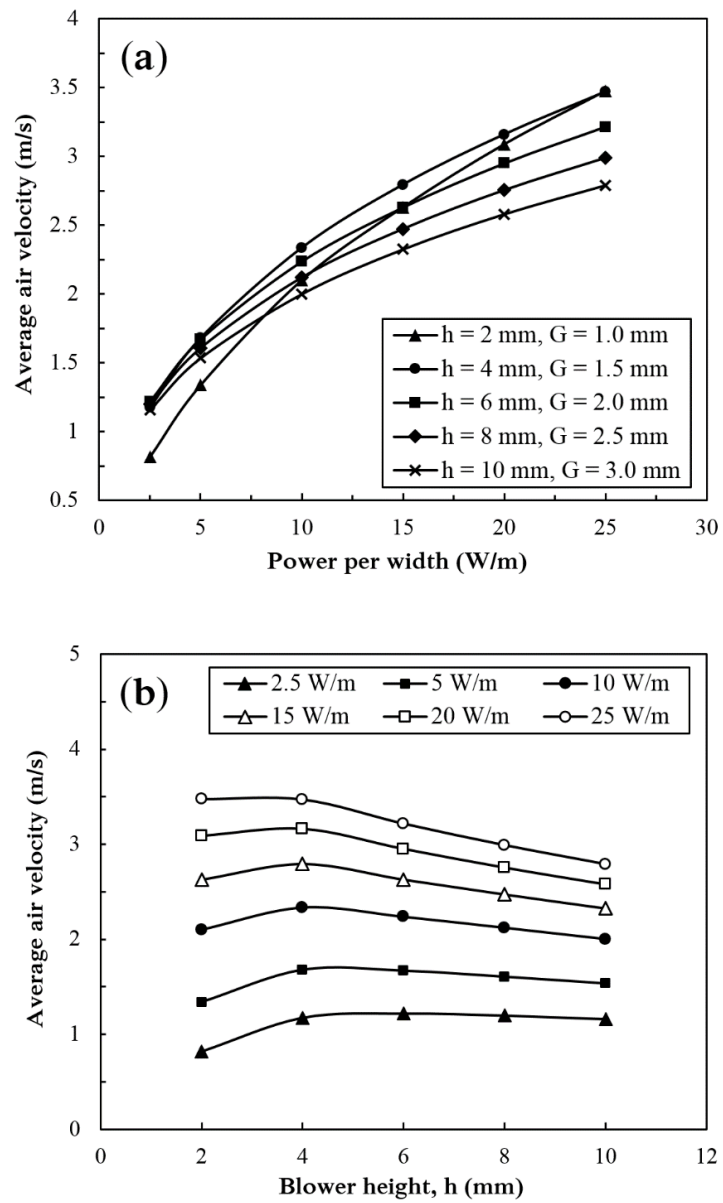 (a)
Average air velocity (m/s)
4
3.5
3
2.5
2
1.5
1
0.5
h = 2 mm, G = 1.0 mm
h = 4 mm, G = 1.5 mm
h = 6 mm, G = 2.0 mm
h = 8 mm, G = 2.5 mm
h = 10 mm, G = 3.0 mm
0 5 10 15 20 25 30
Power per width (W/m)
(b)
Average air velocity (m/s)
5
4
3
2
1
0
2.5 W/m 5 W/m 10 W/m
15 W/m 20 W/m 25 W/m
0 2 4 6 8 10 12
Blower height, h (mm)